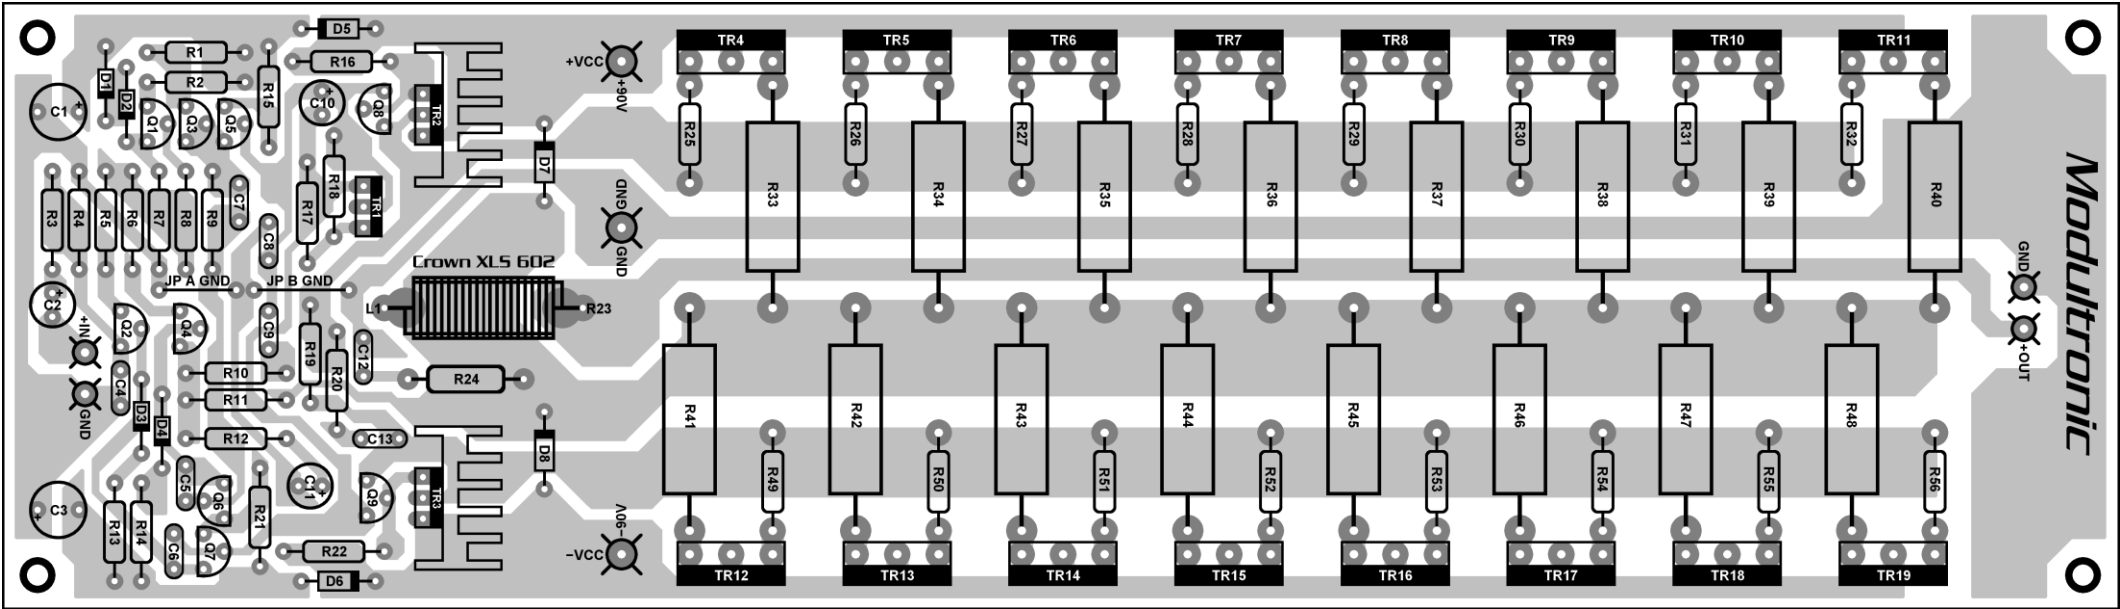 D5
R1
R16
+VCC
+90V
TR4
TR5
TR6
TR7
TR8
TR9
TR10
TR11
D1
D2
R2
R15
C1
+
Q1
Q3
Q5
C10
+
Q8
TR2
R25
R26
R27
R28
R29
R30
R31
R32
D7
R3
R4
R5
R6
R7
R8
R9
C7
C8
R17
R18
TR1
GND
GND
R33
R34
R35
R36
R37
R38
R39
R40
Modultronic
Crown XLS 602
JP A GND
JP B GND
L1
R23
GND
+OUT
C2
+
+IN
GND
Q2
Q4
C9
R19
R20
C12
R24
C4
D3
D4
R10
R11
R12
C13
R41
R42
R43
R44
R45
R46
R47
R48
D8
C3
+
R13
R14
C5
C6
Q6
Q7
R21
C11
+
Q9
TR3
R49
R50
R51
R52
R53
R54
R55
R56
R22
D6
-90V
-VCC
TR12
TR13
TR14
TR15
TR16
TR17
TR18
TR19